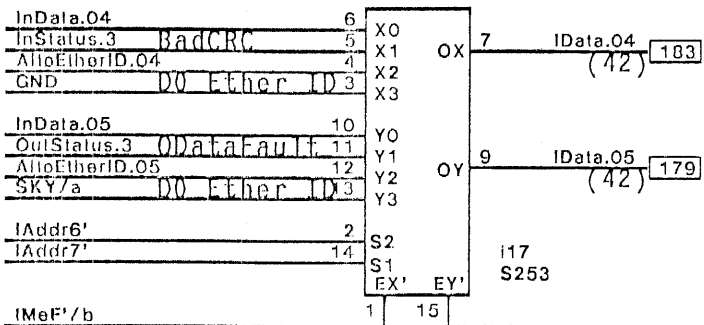 InData.04 6 X0
InStatus.3 BadCRC 5 X1 OX 7 IData.04 183
AltoEtherID.04 4 X2 (42)
GND D0 Ether ID 3 X3
InData.05 10 Y0
OutStatus.3 ODataFault 11 Y1 9 IData.05 179
AltoEtherID.05 12 Y2 OY (42)
SKY/a D0 Ether ID 13 Y3
IAddr6' 2 S2
IAddr7' 14 S1 i17
EX' EY' S253
IMeF'/b 1 15